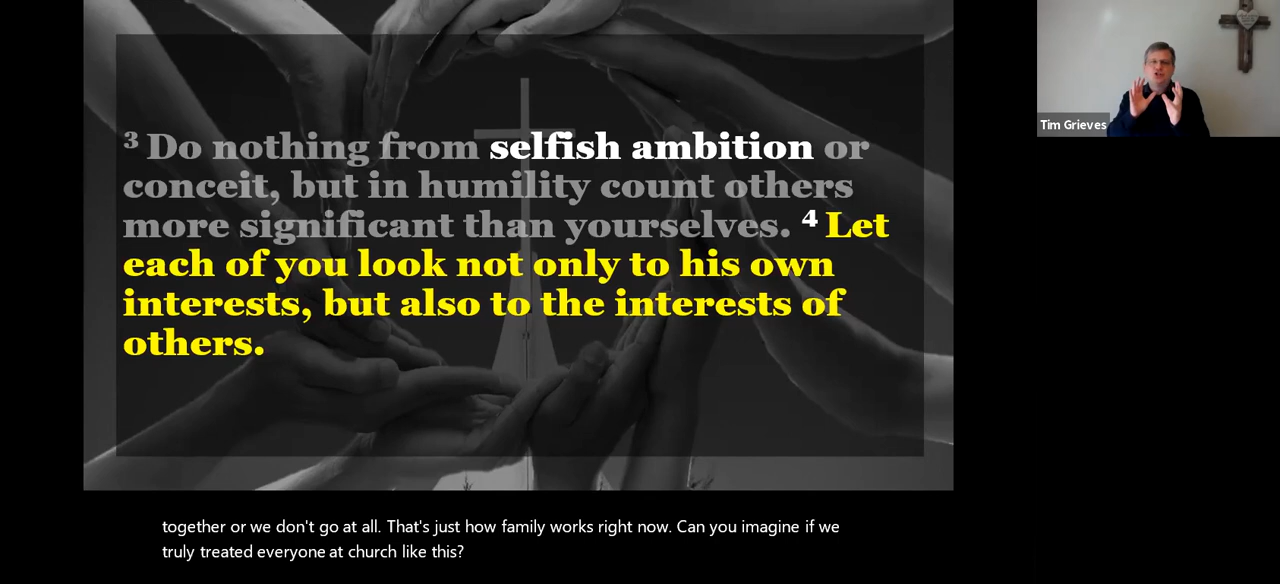 ³ Do nothing from selfish ambition or
conceit, but in humility count others
more significant than yourselves. ⁴ Let
each of you look not only to his own
interests, but also to the interests of
others.
Tim Grieves
together or we don't go at all. That's just how family works right now. Can you imagine if we
truly treated everyone at church like this?